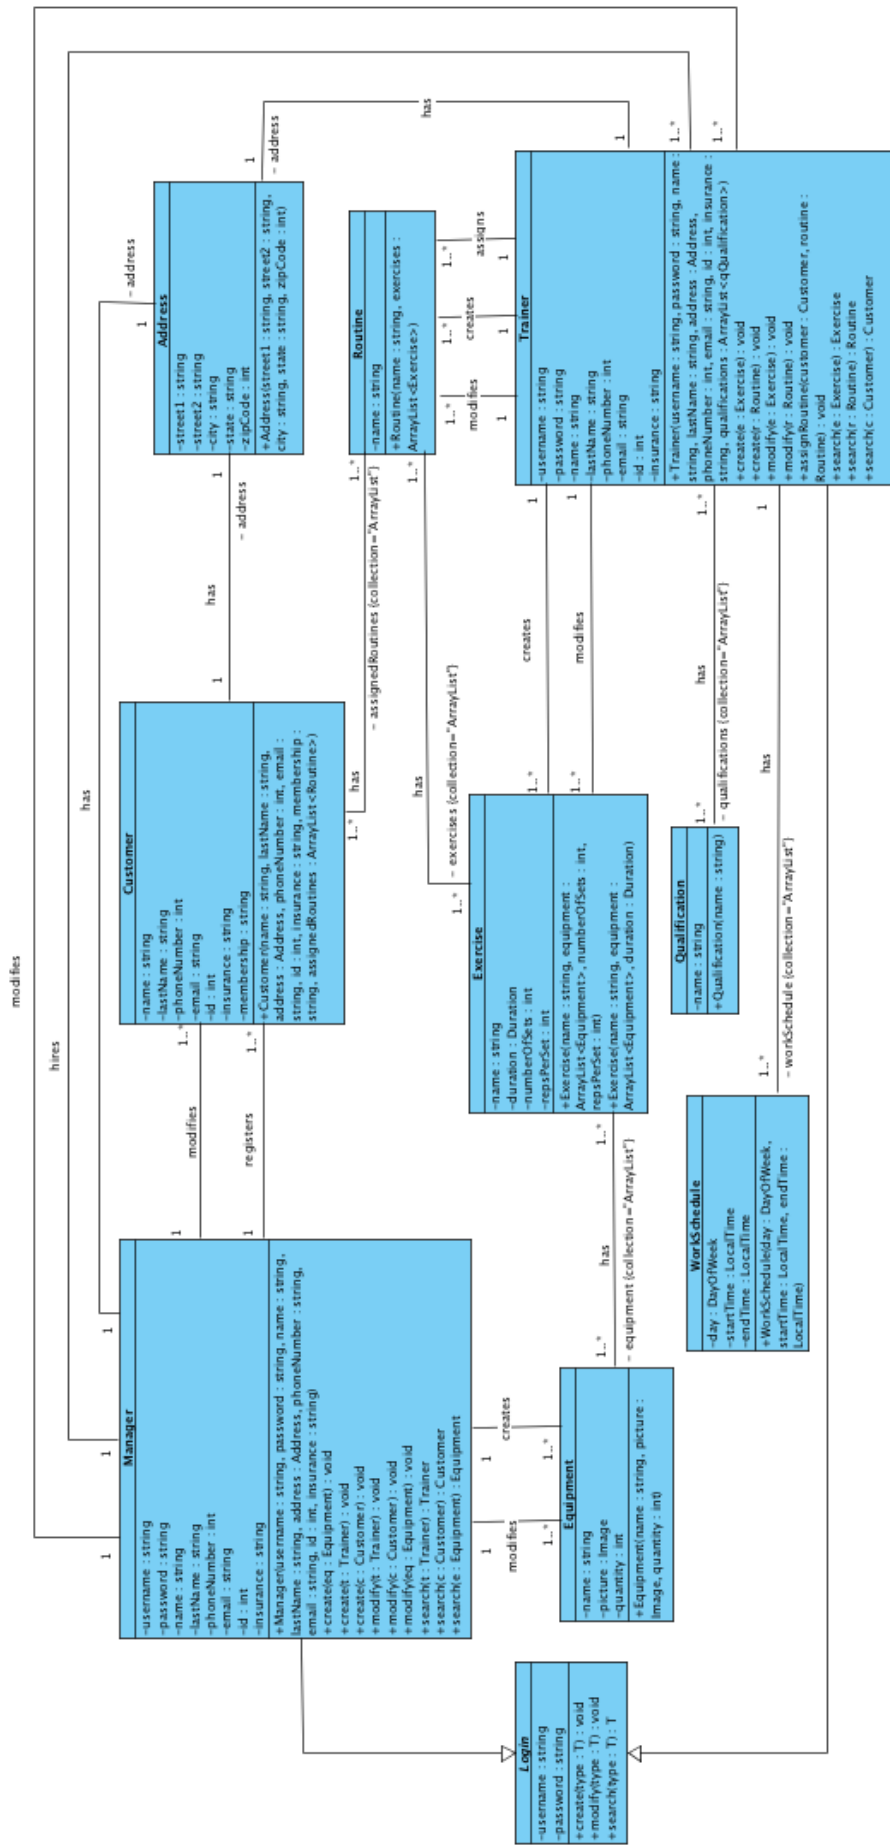 modifies
hires
has
Manager
-username : string
-password : string
-name : string
-lastName : string
-phoneNumber : int
-email : string
-id : int
-insurance : string
+Manager(username : string, password : string, name : string,
lastName : string, address : Address, phoneNumber : string,
email : string, id : int, insurance : string)
+create(eq : Equipment) : void
+create(t : Trainer) : void
+create(c : Customer) : void
+modify(t : Trainer) : void
+modify(c : Customer) : void
+modify(eq : Equipment) : void
+search(t : Trainer) : Trainer
+search(c : Customer) : Customer
+search(e : Equipment) : Equipment
1
1
1
1
modifies
1..*
1
registers
1..*
Customer
-name : string
-lastName : string
-phoneNumber : int
-email : string
-id : int
-insurance : string
-membership : string
+Customer(name : string, lastName : string,
address : Address, phoneNumber : int, email :
string, id : int, insurance : string, membership :
string, assignedRoutines : ArrayList<Routine>)
1
has
1
- address
1
- address
Address
-street1 : string
-street2 : string
-city : string
-state : string
-zipCode : int
+Address(street1 : string, street2 : string,
city : string, state : string, zipCode : int)
1
- address
has
1
1..*
has
- assignedRoutines {collection="ArrayList"}
1..*
Routine
-name : string
+Routine(name : string, exercises :
ArrayList<Exercise>)
1..*
has
- exercises {collection="ArrayList"}
1..*
1..*
modifies
1
1..*
creates
1
1..*
assigns
1
Login
-username : string
-password : string
+create(type : T) : void
+modify(type : T) : void
+search(type : T) : T
1
modifies
1..*
1
creates
1..*
Equipment
-name : string
-picture : Image
-quantity : int
+Equipment(name : string, picture :
Image, quantity : int)
1..*
has
- equipment {collection="ArrayList"}
1..*
Exercise
-name : string
-duration : Duration
-numberOfSets : int
-repsPerSet : int
+Exercise(name : string, equipment :
ArrayList<Equipment>, numberOfSets : int,
repsPerSet : int)
+Exercise(name : string, equipment :
ArrayList<Equipment>, duration : Duration)
1..*
creates
1
1..*
modifies
1
Trainer
-username : string
-password : string
-name : string
-lastName : string
-phoneNumber : int
-email : string
-id : int
-insurance : string
+Trainer(username : string, password : string, name :
string, lastName : string, address : Address,
phoneNumber : int, email : string, id : int, insurance :
string, qualifications : ArrayList<qQualification>)
+create(e : Exercise) : void
+create(r : Routine) : void
+modify(e : Exercise) : void
+modify(r : Routine) : void
+assignRoutine(customer : Customer, routine :
Routine) : void
+search(e : Exercise) : Exercise
+search(r : Routine) : Routine
+search(c : Customer) : Customer
1..*
1..*
Qualification
-name : string
+Qualification(name : string)
1..*
has
- qualifications {collection="ArrayList"}
1..*
WorkSchedule
-day : DayOfWeek
-startTime : LocalTime
-endTime : LocalTime
+WorkSchedule(day : DayOfWeek,
startTime : LocalTime, endTime :
LocalTime)
1..*
has
- workSchedule {collection="ArrayList"}
1